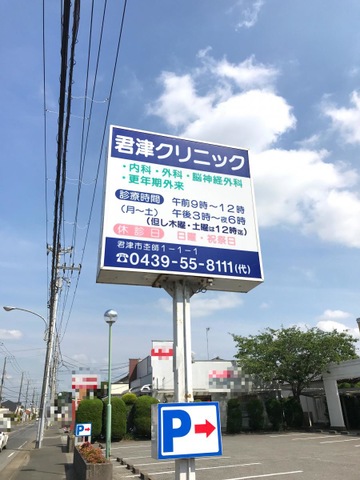 君津クリニック
・内科・外科・脳神経外科
・更年期外来
診療時間 午前9時〜12時
(月〜土) 午後3時〜夜6時
(但し木曜・土曜は12時迄)
休診日 日曜・祝祭日
君津市杢師1-1-1
☎0439-55-8111(代)
P→
P